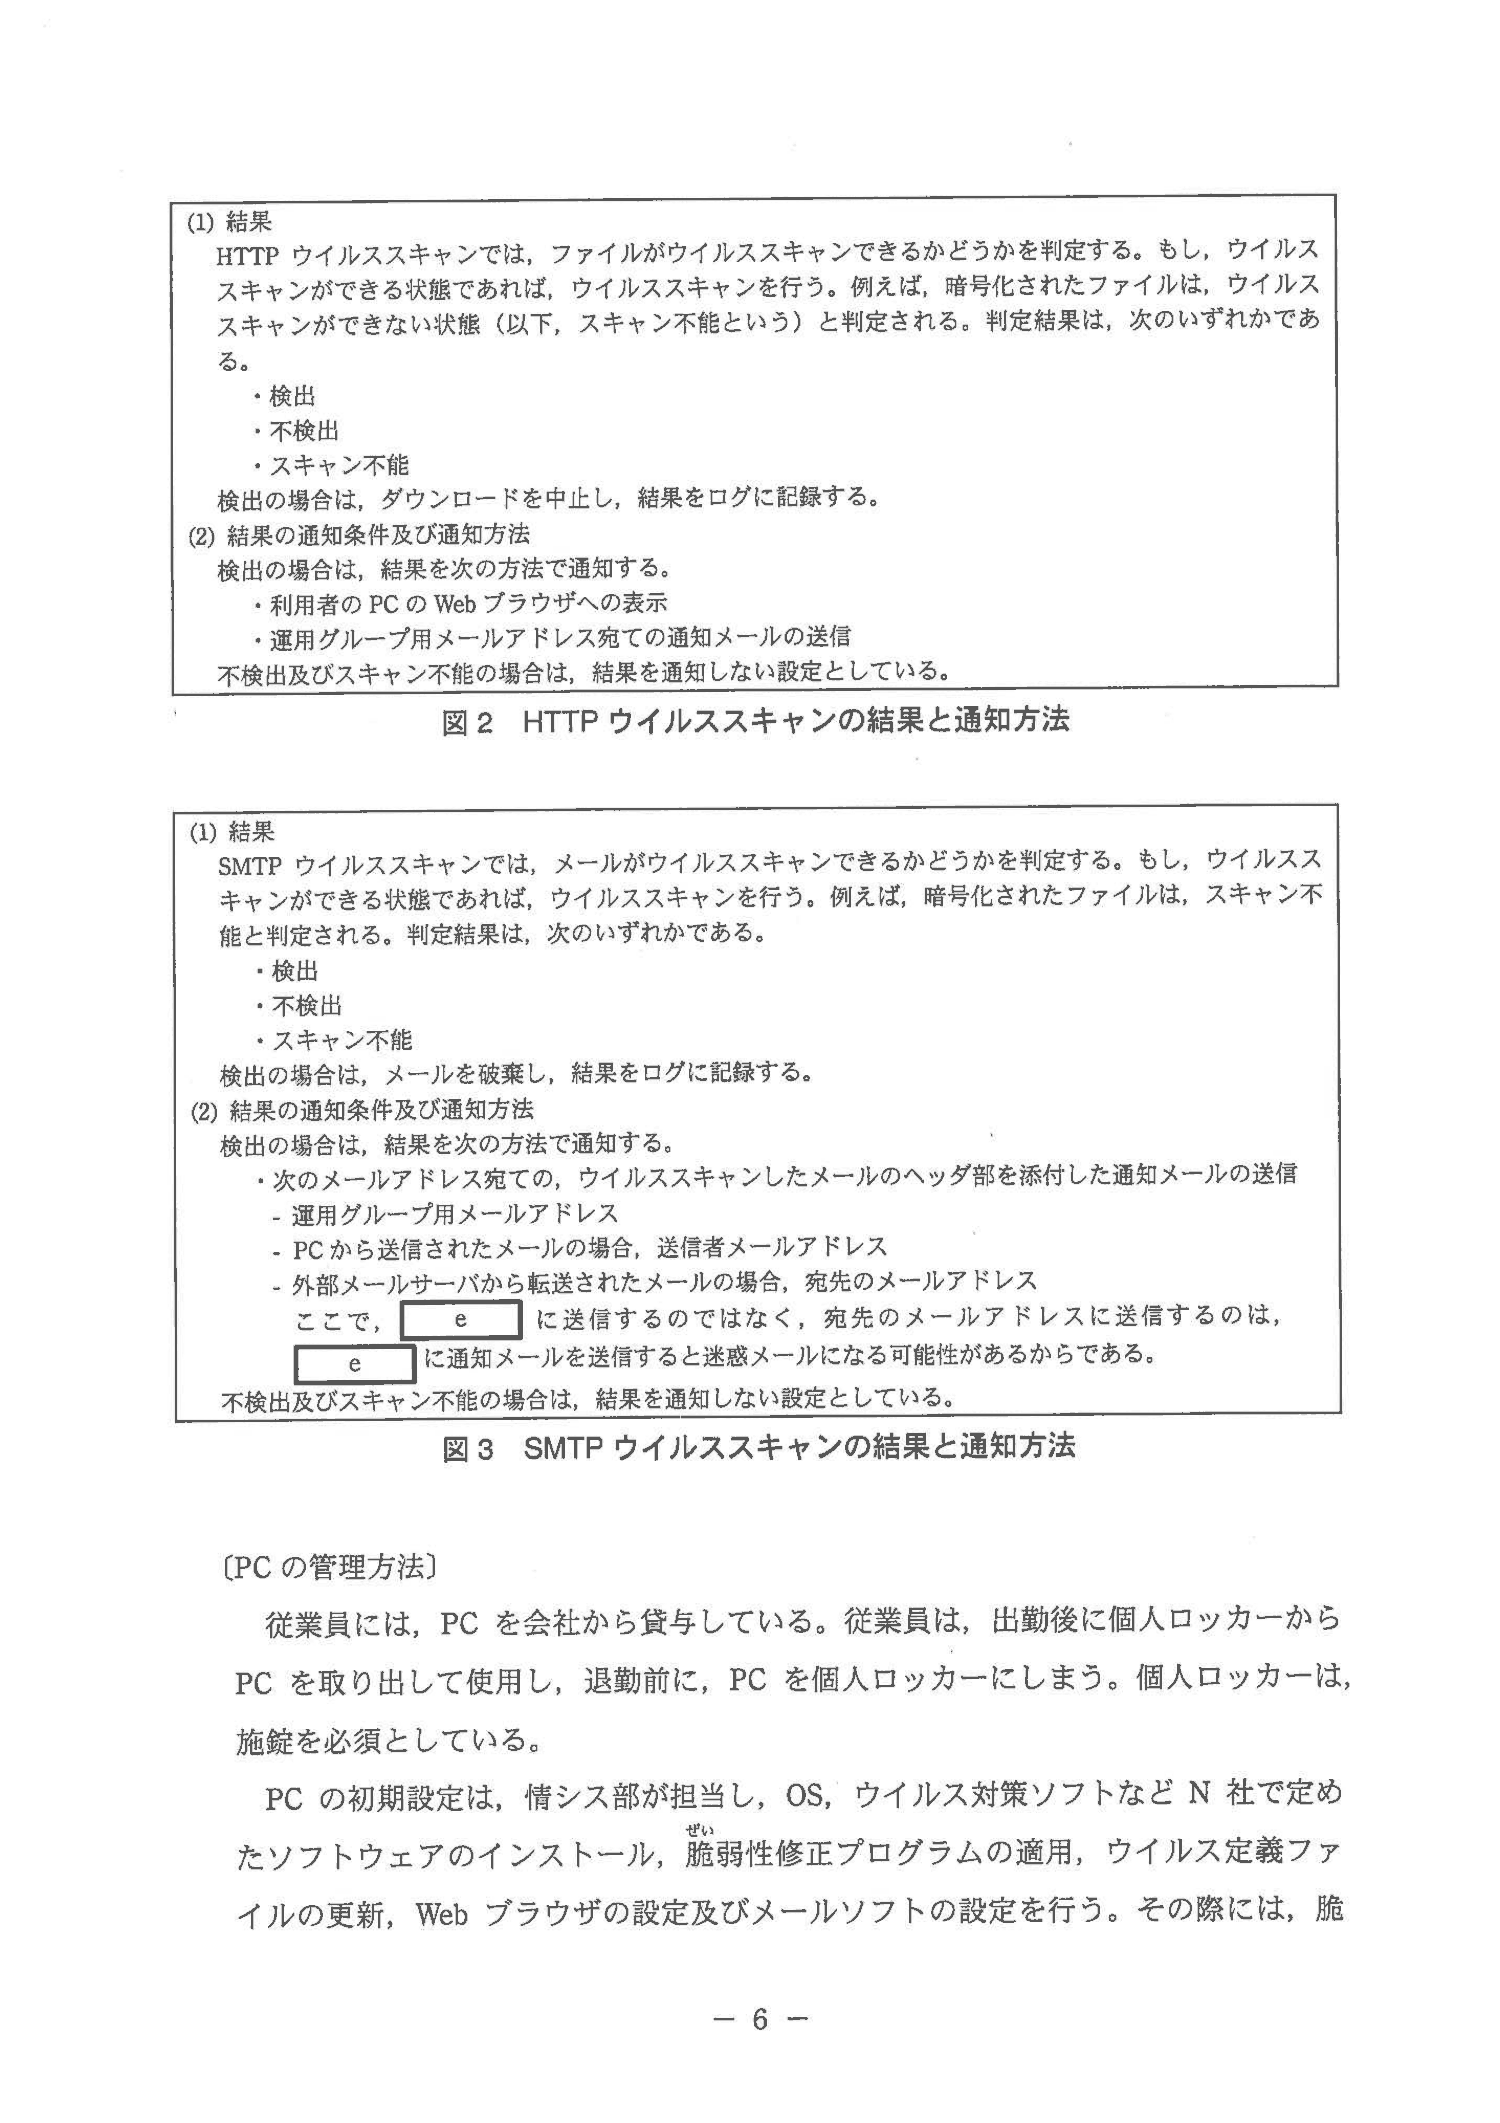 (1) 結果
HTTP ウイルススキャンでは，ファイルがウイルススキャンできるかどうかを判定する。もし，ウイルス
スキャンができる状態であれば，ウイルススキャンを行う。例えば，暗号化されたファイルは，ウイルス
スキャンができない状態（以下，スキャン不能という）と判定される。判定結果は，次のいずれかであ
る。
・検出
・不検出
・スキャン不能
検出の場合は，ダウンロードを中止し，結果をログに記録する。
(2) 結果の通知条件及び通知方法
検出の場合は，結果を次の方法で通知する。
・利用者の PC の Web ブラウザへの表示
・運用グループ用メールアドレス宛ての通知メールの送信
不検出及びスキャン不能の場合は，結果を通知しない設定としている。
図 2　HTTP ウイルススキャンの結果と通知方法
(1) 結果
SMTP ウイルススキャンでは，メールがウイルススキャンできるかどうかを判定する。もし，ウイルスス
キャンができる状態であれば，ウイルススキャンを行う。例えば，暗号化されたファイルは，スキャン不
能と判定される。判定結果は，次のいずれかである。
・検出
・不検出
・スキャン不能
検出の場合は，メールを破棄し，結果をログに記録する。
(2) 結果の通知条件及び通知方法
検出の場合は，結果を次の方法で通知する。
・次のメールアドレス宛ての，ウイルススキャンしたメールのヘッダ部を添付した通知メールの送信
- 運用グループ用メールアドレス
- PC から送信されたメールの場合，送信者メールアドレス
- 外部メールサーバから転送されたメールの場合，宛先のメールアドレス
ここで， e に送信するのではなく，宛先のメールアドレスに送信するのは，
e に通知メールを送信すると迷惑メールになる可能性があるからである。
不検出及びスキャン不能の場合は，結果を通知しない設定としている。
図 3　SMTP ウイルススキャンの結果と通知方法
〔PC の管理方法〕
従業員には，PC を会社から貸与している。従業員は，出勤後に個人ロッカーから
PC を取り出して使用し，退勤前に，PC を個人ロッカーにしまう。個人ロッカーは，
施錠を必須としている。
PC の初期設定は，情シス部が担当し，OS，ウイルス対策ソフトなど N 社で定め
ぜい
たソフトウェアのインストール，脆弱性修正プログラムの適用，ウイルス定義ファ
イルの更新，Web ブラウザの設定及びメールソフトの設定を行う。その際には，脆
－ 6 －